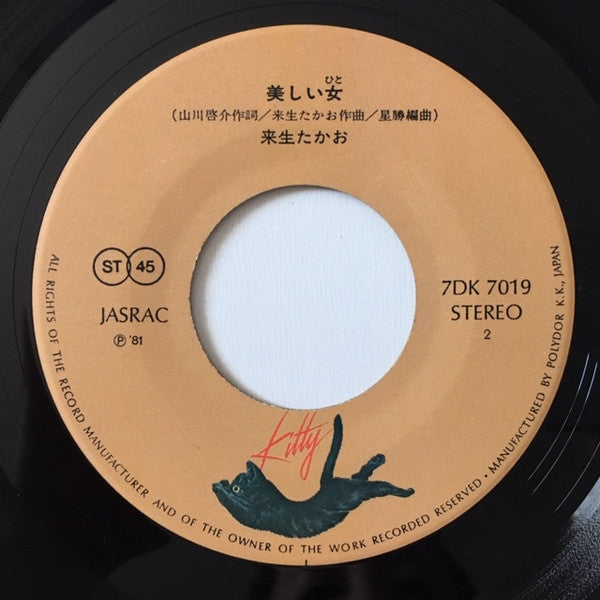 美しい女
ひと
(山川啓介作詞/来生たかお作曲/星勝編曲)
来生たかお
ST 45
JASRAC
Ⓟ '81
7DK 7019
STEREO
2
Kitty
ALL RIGHTS OF THE RECORD MANUFACTURER AND OF THE OWNER OF THE WORK RECORDED RESERVED • MANUFACTURED BY POLYDOR K.K., JAPAN